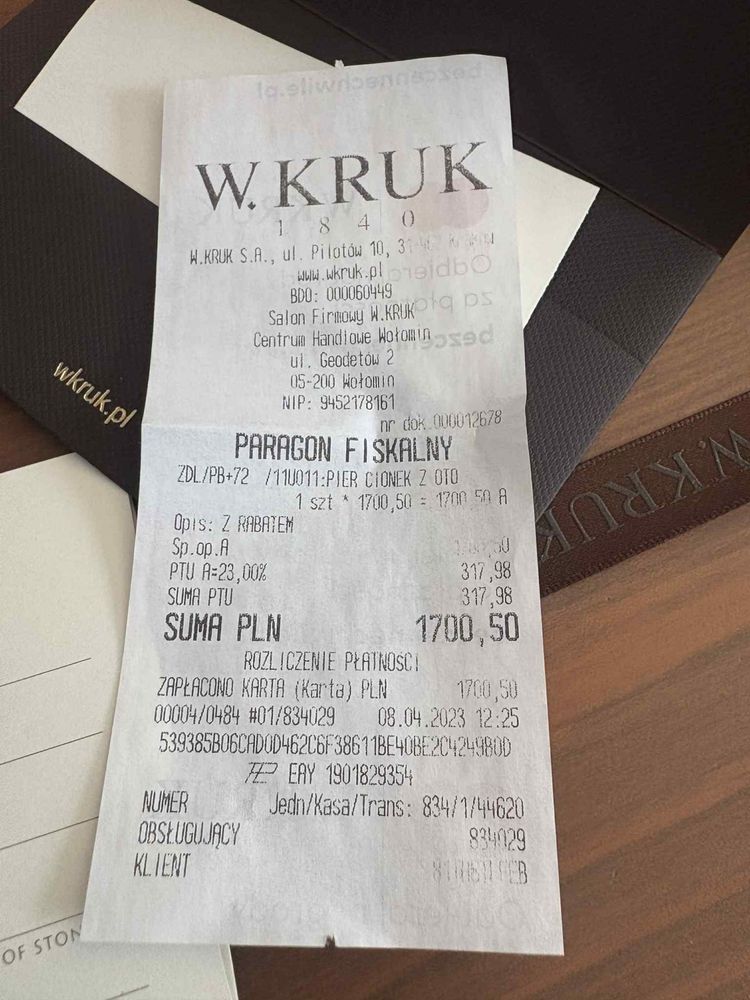 W.KRUK
1 8 4 0
W.KRUK S.A., ul. Pilotów 10,
www.wkruk.pl
BDO: 000060449
Salon Firmowy W.KRUK
Centrum Handlowe Wołomin
ul. Geodetów 2
05-200 Wołomin
NIP: 9452178161
nr dok.000012678
PARAGON FISKALNY
ZDL/PB+72 /11U011:PIER CIONEK Z OTO
1 szt * 1700,50 = 1700,50 A
Opis: Z RABATEM
Sp.op.A
PTU A=23,00% 317,98
SUMA PTU 317,98
SUMA PLN 1700,50
ROZLICZENIE PŁATNOŚCI
ZAPŁACONO KARTA (Karta) PLN 1700,50
00004/0484 #01/834029 08.04.2023 12:25
539385B06CAD0D462C6F38611BE40BE2C4249B0D
EAY 1901829354
NUMER Jedn/Kasa/Trans: 834/1/44620
OBSŁUGUJĄCY 834029
KLIENT
wkruk.pl
W.KRUK
OF STON